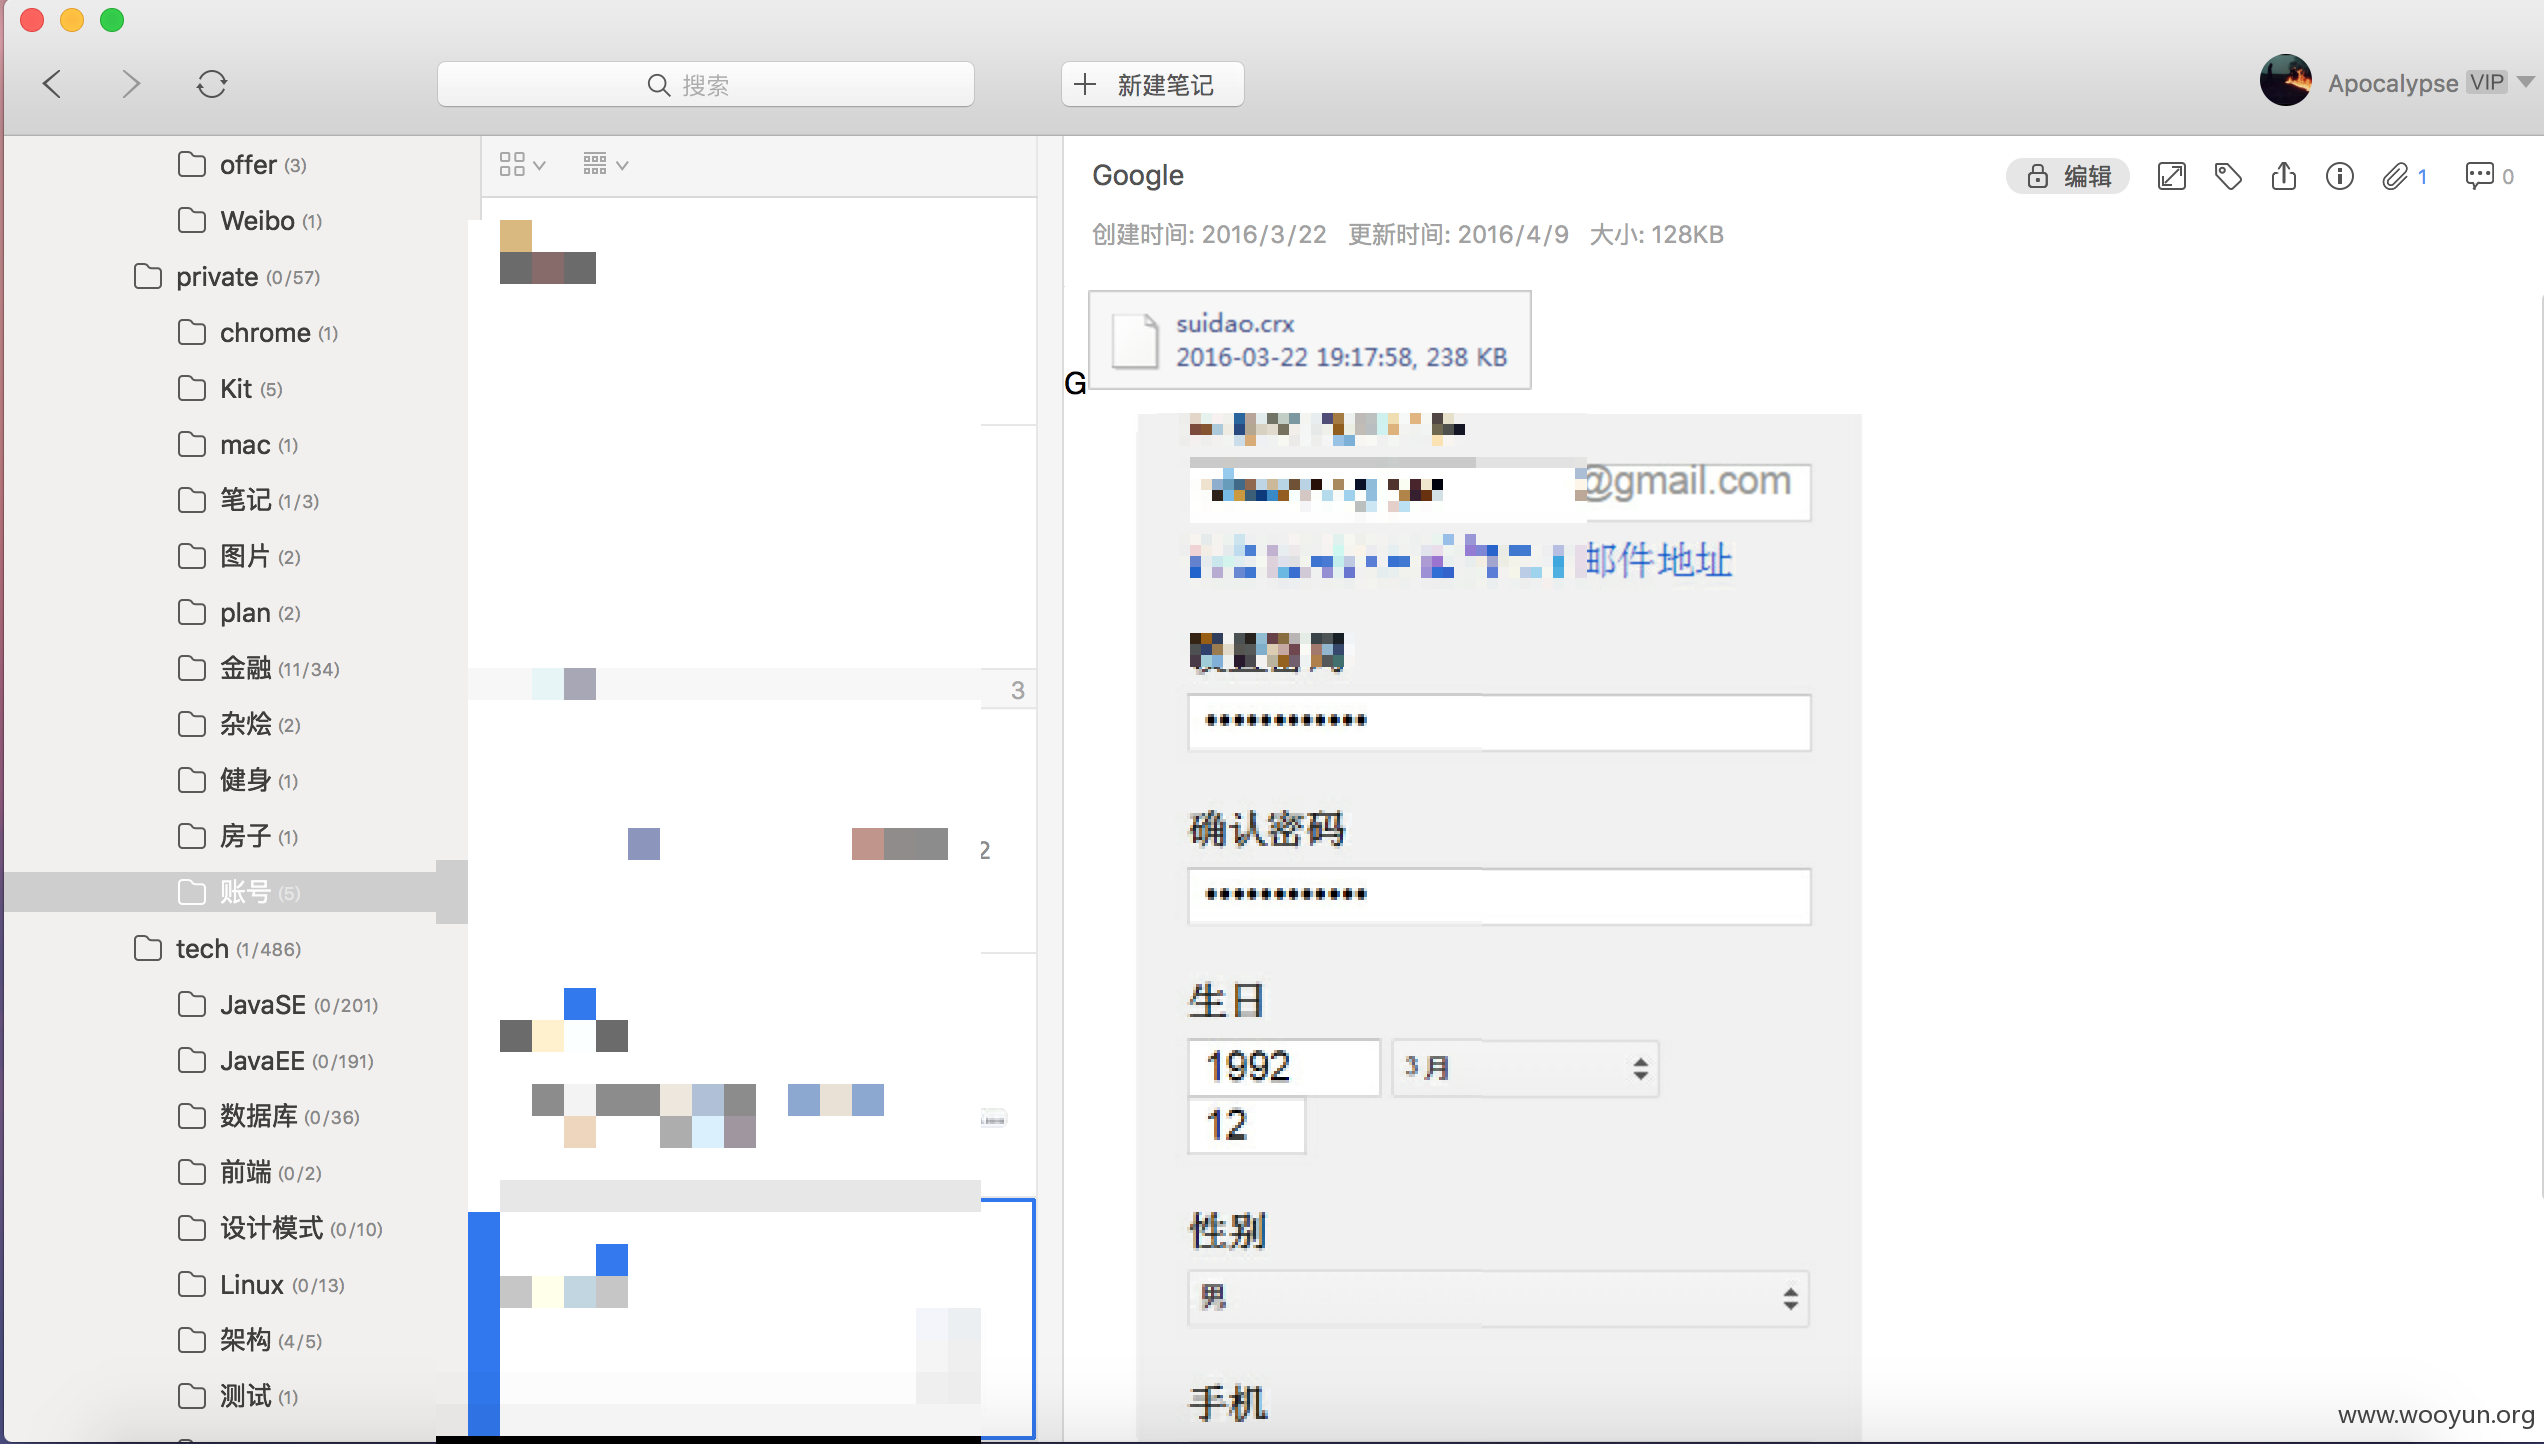 搜索
新建笔记
Apocalypse VIP
offer (3)
Weibo (1)
private (0/57)
chrome (1)
Kit (5)
mac (1)
笔记 (1/3)
图片 (2)
plan (2)
金融 (11/34)
杂烩 (2)
健身 (1)
房子 (1)
账号 (5)
tech (1/486)
JavaSE (0/201)
JavaEE (0/191)
数据库 (0/36)
前端 (0/2)
设计模式 (0/10)
Linux (0/13)
架构 (4/5)
测试 (1)
3
2
Google
编辑
1
0
创建时间: 2016/3/22 更新时间: 2016/4/9 大小: 128KB
suidao.crx
2016-03-22 19:17:58, 238 KB
G
@gmail.com
邮件地址
••••••••••••
确认密码
••••••••••••
生日
1992
3 月
12
性别
男
手机
www.wooyun.org